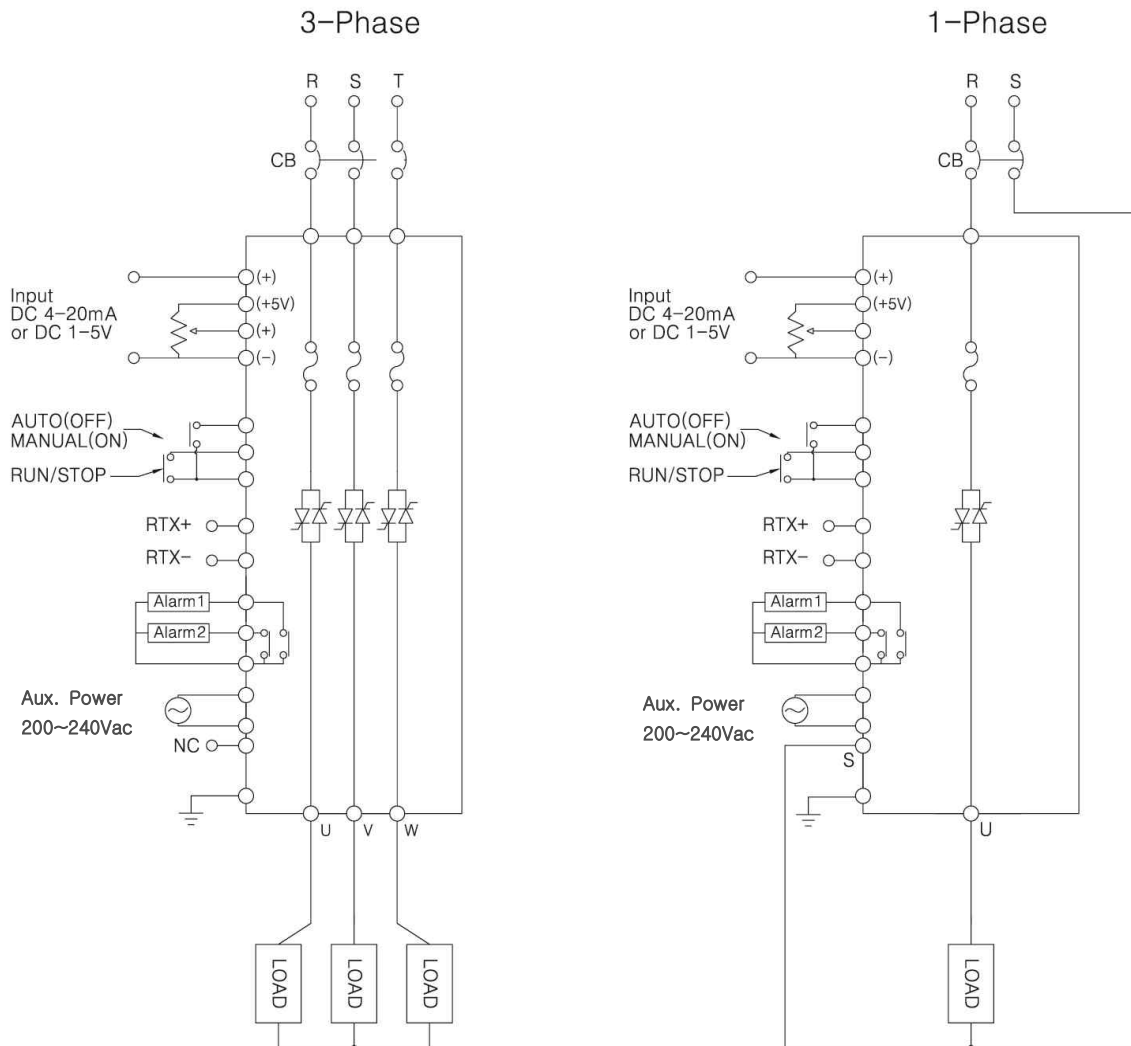 3-Phase
R S T
CB
Input
DC 4-20mA
or DC 1-5V
(+)
(+5V)
(+)
(-)
AUTO(OFF)
MANUAL(ON)
RUN/STOP
RTX+
RTX-
Alarm1
Alarm2
Aux. Power
200~240Vac
NC
U V W
LOAD LOAD LOAD
1-Phase
R S
CB
Input
DC 4-20mA
or DC 1-5V
(+)
(+5V)
(-)
AUTO(OFF)
MANUAL(ON)
RUN/STOP
RTX+
RTX-
Alarm1
Alarm2
Aux. Power
200~240Vac
S
U
LOAD